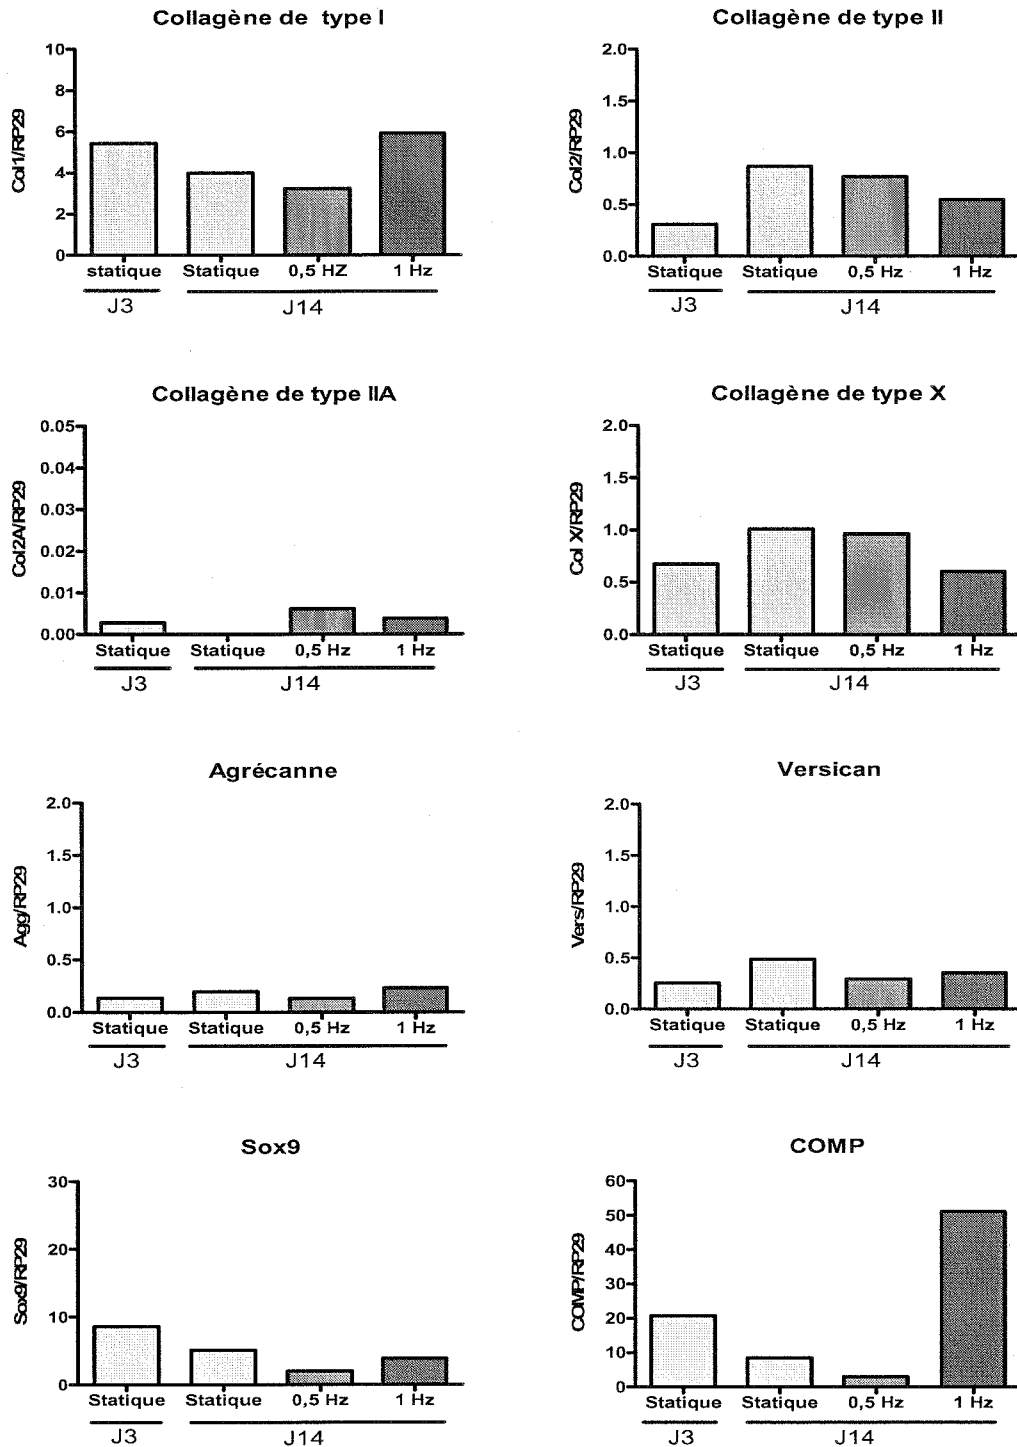 Collagène de type I
Col1/RP29
10
8
6
4
2
0
statique Statique 0,5 HZ 1 Hz
J3 J14
Collagène de type II
Col2/RP29
2.0
1.5
1.0
0.5
0.0
Statique Statique 0,5 Hz 1 Hz
J3 J14
Collagène de type IIA
Col2A/RP29
0.05
0.04
0.03
0.02
0.01
0.00
Statique Statique 0,5 Hz 1 Hz
J3 J14
Collagène de type X
Col X/RP29
2.0
1.5
1.0
0.5
0.0
Statique Statique 0,5 Hz 1 Hz
J3 J14
Agrécanne
Agg/RP29
2.0
1.5
1.0
0.5
0.0
Statique Statique 0,5 Hz 1 Hz
J3 J14
Versican
Vers/RP29
2.0
1.5
1.0
0.5
0.0
Statique Statique 0,5 Hz 1 Hz
J3 J14
Sox9
Sox9/RP29
30
20
10
0
Statique Statique 0,5 Hz 1 Hz
J3 J14
COMP
COMP/RP29
60
50
40
30
20
10
0
Statique Statique 0,5 Hz 1 Hz
J3 J14